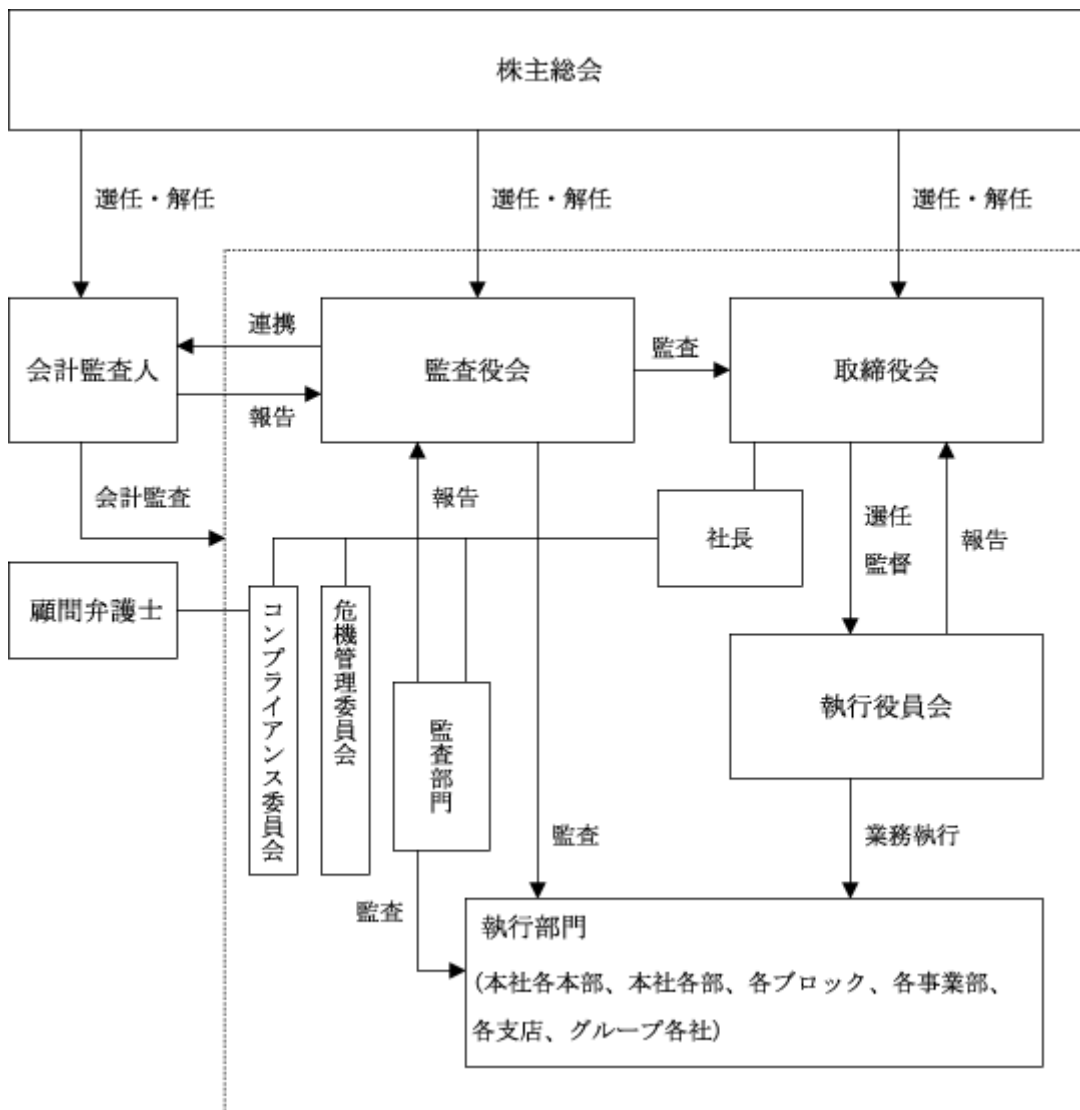 株主総会
選任・解任
選任・解任
選任・解任
連携
会計監査人
監査役会
監査
取締役会
報告
会計監査
報告
社長
選任
監督
報告
顧問弁護士
コンプライアンス委員会
危機管理委員会
監査部門
執行役員会
監査
業務執行
監査
執行部門
(本社各本部、本社各部、各ブロック、各事業部、
各支店、グループ各社)